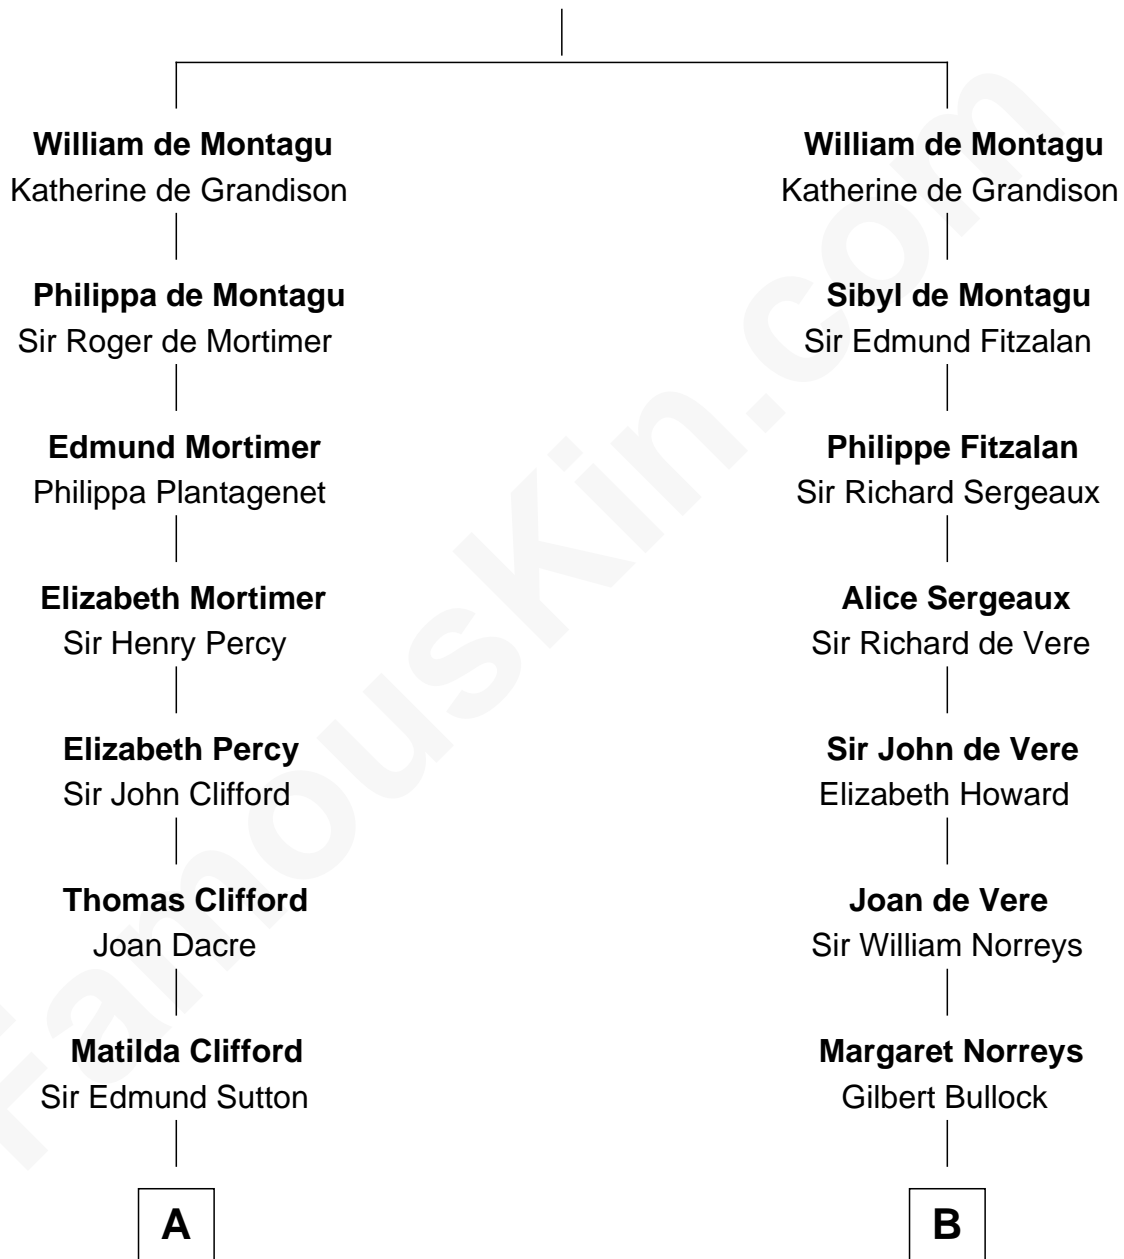 William de Montagu
Katherine de Grandison
Philippa de Montagu
Sir Roger de Mortimer
Edmund Mortimer
Philippa Plantagenet
Elizabeth Mortimer
Sir Henry Percy
Elizabeth Percy
Sir John Clifford
Thomas Clifford
Joan Dacre
Matilda Clifford
Sir Edmund Sutton
A
William de Montagu
Katherine de Grandison
Sibyl de Montagu
Sir Edmund Fitzalan
Philippe Fitzalan
Sir Richard Sergeaux
Alice Sergeaux
Sir Richard de Vere
Sir John de Vere
Elizabeth Howard
Joan de Vere
Sir William Norreys
Margaret Norreys
Gilbert Bullock
B
FamousKin.com